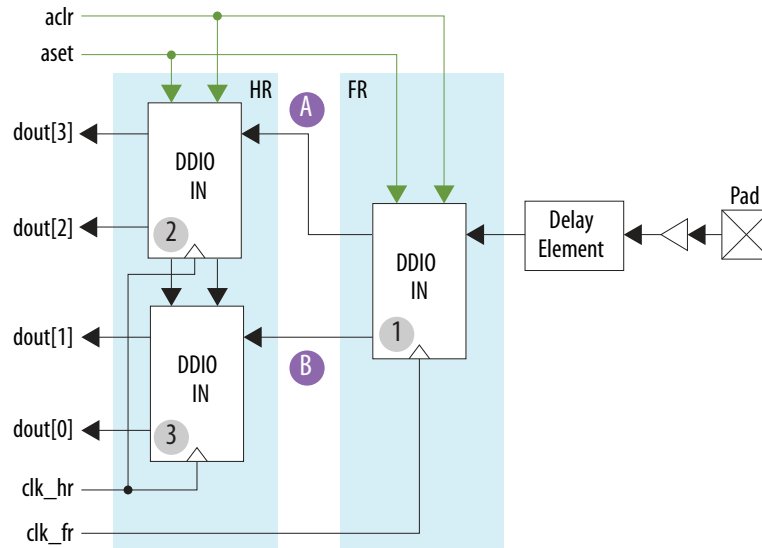 aclr
aset
HR
FR
A
dout[3]
DDIO
IN
Pad
dout[2]
2
Delay
Element
DDIO
IN
1
dout[1]
DDIO
IN
B
dout[0]
3
clk_hr
clk_fr